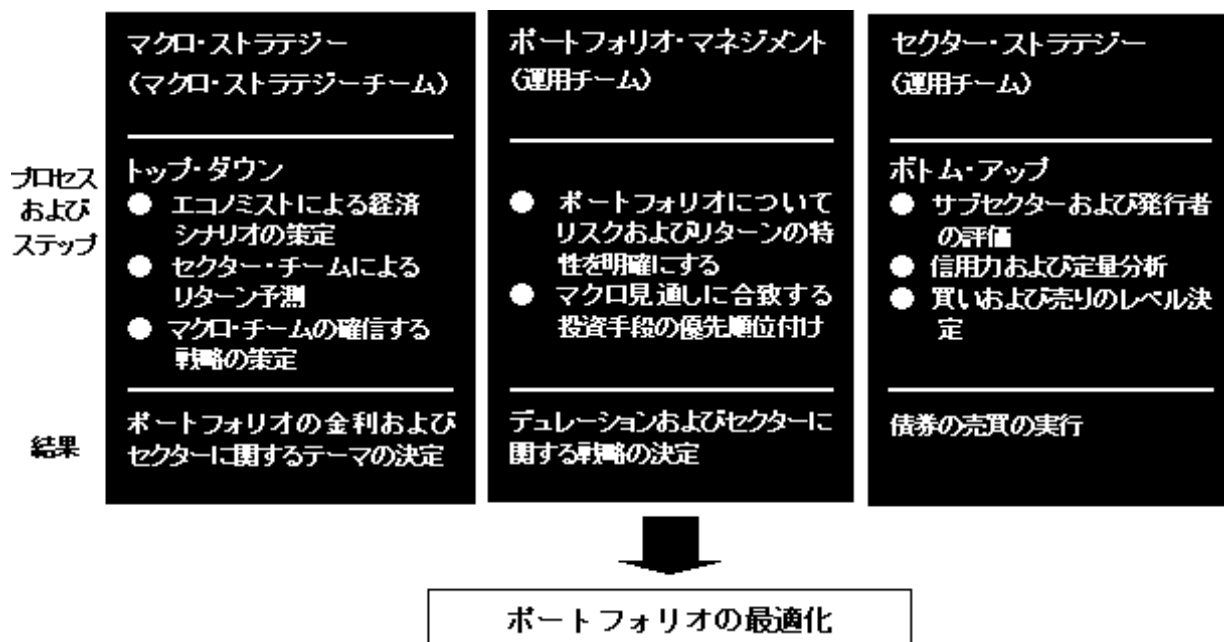 マクロ・ストラテジー
(マクロ・ストラテジーチーム)
ポートフォリオ・マネジメント
(運用チーム)
セクター・ストラテジー
(運用チーム)
プロセス
および
ステップ
トップ・ダウン
● エコノミストによる経済
シナリオの策定
● セクター・チームによる
リターン予測
● マクロ・チームの確信する
戦略の策定
● ポートフォリオについて
リスクおよびリターンの特
性を明確にする
● マクロ見通しに合致する
投資手段の優先順位付け
ボトム・アップ
● サブセクターおよび発行者
の評価
● 信用力および定量分析
● 買いおよび売りのレベル決
定
結果
ポートフォリオの金利および
セクターに関するテーマの決定
デュレーションおよびセクターに
関する戦略の決定
債券の売買の実行
ポートフォリオの最適化